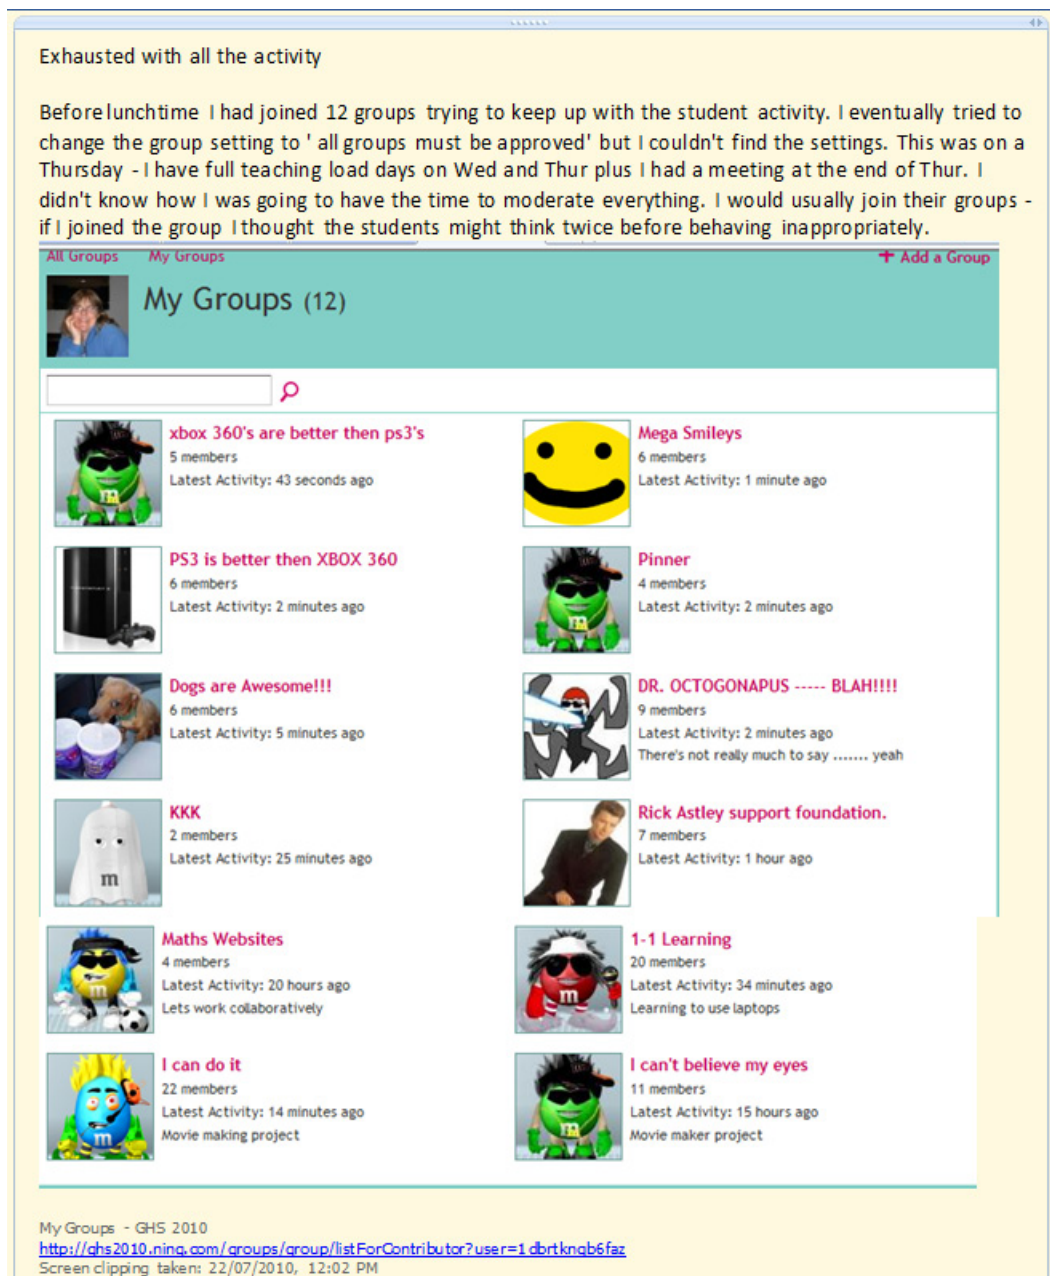 Exhausted with all the activity
Before lunchtime I had joined 12 groups trying to keep up with the student activity. I eventually tried to
change the group setting to ' all groups must be approved' but I couldn't find the settings. This was on a
Thursday - I have full teaching load days on Wed and Thur plus I had a meeting at the end of Thur. I
didn't know how I was going to have the time to moderate everything. I would usually join their groups -
if I joined the group I thought the students might think twice before behaving inappropriately.
All Groups My Groups + Add a Group
My Groups (12)
xbox 360's are better then ps3's
5 members
Latest Activity: 43 seconds ago
Mega Smileys
6 members
Latest Activity: 1 minute ago
PS3 is better then XBOX 360
6 members
Latest Activity: 2 minutes ago
Pinner
4 members
Latest Activity: 2 minutes ago
Dogs are Awesome!!!
6 members
Latest Activity: 5 minutes ago
DR. OCTOGONAPUS ----- BLAH!!!!
9 members
Latest Activity: 2 minutes ago
There's not really much to say ....... yeah
KKK
2 members
Latest Activity: 25 minutes ago
Rick Astley support foundation.
7 members
Latest Activity: 1 hour ago
Maths Websites
4 members
Latest Activity: 20 hours ago
Lets work collaboratively
1-1 Learning
20 members
Latest Activity: 34 minutes ago
Learning to use laptops
I can do it
22 members
Latest Activity: 14 minutes ago
Movie making project
I can't believe my eyes
11 members
Latest Activity: 15 hours ago
Movie maker project
My Groups - GHS 2010
http://ghs2010.ning.com/groups/group/listForContributor?user=1dbrtknqb6faz
Screen clipping taken: 22/07/2010, 12:02 PM